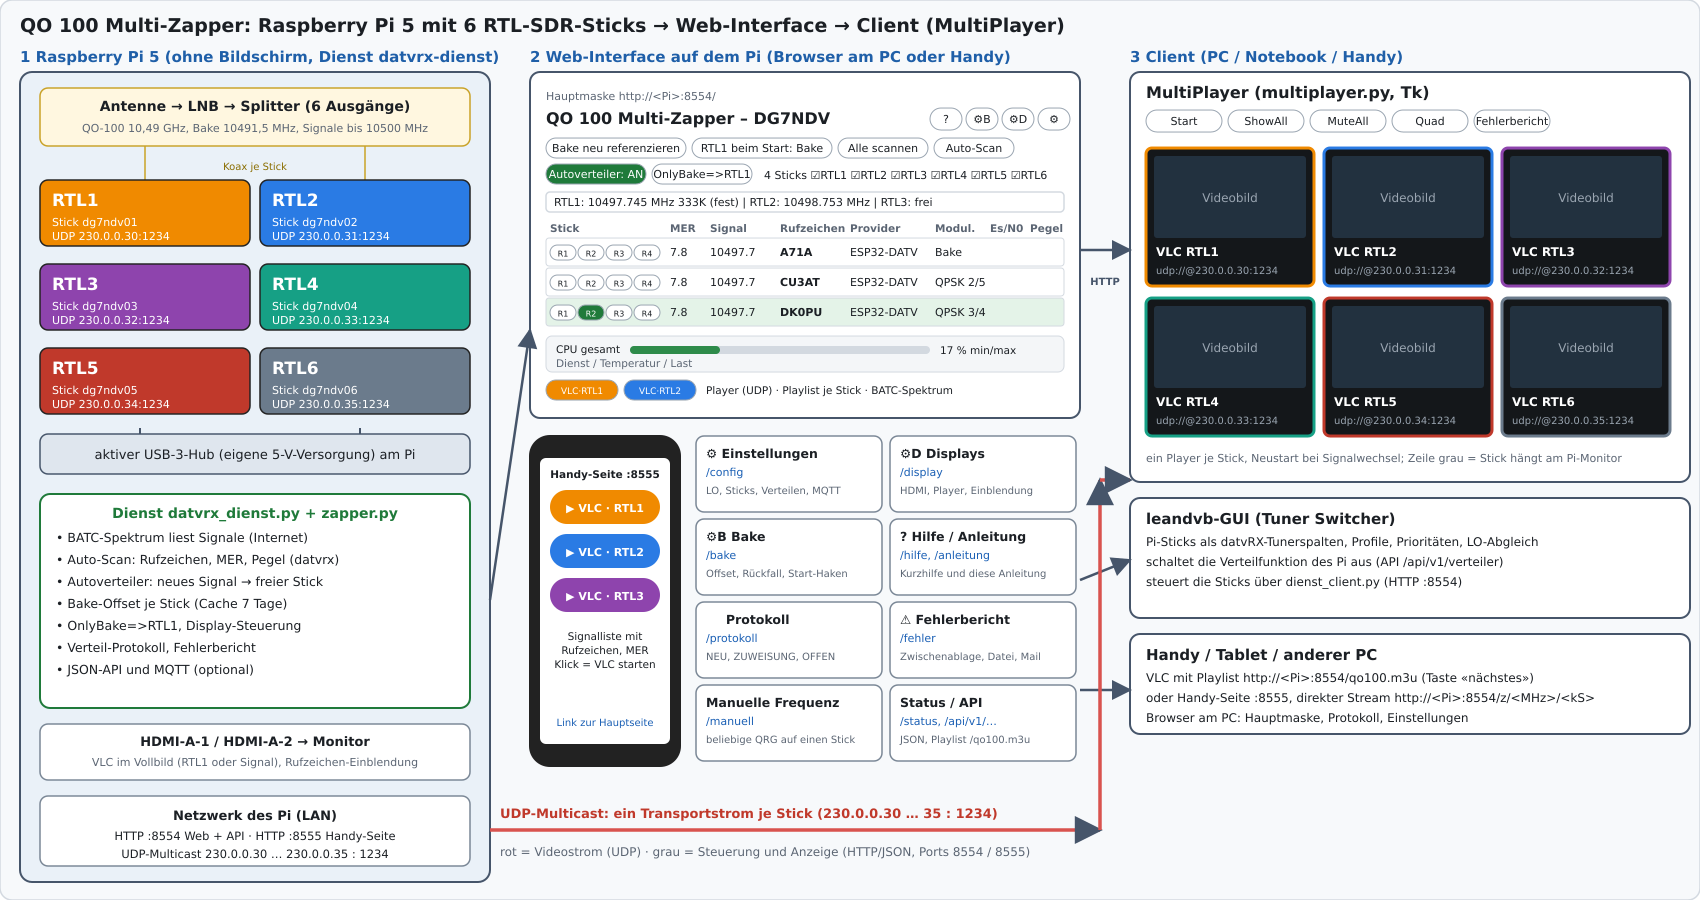 QO 100 Multi-Zapper: Raspberry Pi 5 mit 6 RTL-SDR-Sticks → Web-Interface → Client (MultiPlayer)
1 Raspberry Pi 5 (ohne Bildschirm, Dienst datvrx-dienst)
Antenne → LNB → Splitter (6 Ausgänge)
QO-100 10,49 GHz, Bake 10491,5 MHz, Signale bis 10500 MHz
Koax je Stick
RTL1
Stick dg7ndv01
UDP 230.0.0.30:1234
RTL2
Stick dg7ndv02
UDP 230.0.0.31:1234
RTL3
Stick dg7ndv03
UDP 230.0.0.32:1234
RTL4
Stick dg7ndv04
UDP 230.0.0.33:1234
RTL5
Stick dg7ndv05
UDP 230.0.0.34:1234
RTL6
Stick dg7ndv06
UDP 230.0.0.35:1234
aktiver USB-3-Hub (eigene 5-V-Versorgung) am Pi
Dienst datvrx_dienst.py + zapper.py
• BATC-Spektrum liest Signale (Internet)
• Auto-Scan: Rufzeichen, MER, Pegel (datvrx)
• Autoverteiler: neues Signal → freier Stick
• Bake-Offset je Stick (Cache 7 Tage)
• OnlyBake=>RTL1, Display-Steuerung
• Verteil-Protokoll, Fehlerbericht
• JSON-API und MQTT (optional)
HDMI-A-1 / HDMI-A-2 → Monitor
VLC im Vollbild (RTL1 oder Signal), Rufzeichen-Einblendung
Netzwerk des Pi (LAN)
HTTP :8554 Web + API · HTTP :8555 Handy-Seite
UDP-Multicast 230.0.0.30 … 230.0.0.35 : 1234
2 Web-Interface auf dem Pi (Browser am PC oder Handy)
Hauptmaske http://<Pi>:8554/
QO 100 Multi-Zapper – DG7NDV
? ⚙B ⚙D ⚙
Bake neu referenzieren RTL1 beim Start: Bake Alle scannen Auto-Scan
Autoverteiler: AN OnlyBake=>RTL1 4 Sticks ☑RTL1 ☑RTL2 ☑RTL3 ☑RTL4 ☑RTL5 ☑RTL6
RTL1: 10497.745 MHz 333K (fest) | RTL2: 10498.753 MHz | RTL3: frei
Stick MER Signal Rufzeichen Provider Modul. Es/N0 Pegel
R1 R2 R3 R4 7.8 10497.7 A71A ESP32-DATV Bake
R1 R2 R3 R4 7.8 10497.7 CU3AT ESP32-DATV QPSK 2/5
R1 R2 R3 R4 7.8 10497.7 DK0PU ESP32-DATV QPSK 3/4
CPU gesamt 17 % min/max
Dienst / Temperatur / Last
VLC·RTL1 VLC·RTL2 Player (UDP) · Playlist je Stick · BATC-Spektrum
Handy-Seite :8555
▶ VLC · RTL1
▶ VLC · RTL2
▶ VLC · RTL3
Signalliste mit
Rufzeichen, MER
Klick = VLC starten
Link zur Hauptseite
⚙ Einstellungen
/config
LO, Sticks, Verteilen, MQTT
⚙D Displays
/display
HDMI, Player, Einblendung
⚙B Bake
/bake
Offset, Rückfall, Start-Haken
? Hilfe / Anleitung
/hilfe, /anleitung
Kurzhilfe und diese Anleitung
Protokoll
/protokoll
NEU, ZUWEISUNG, OFFEN
⚠ Fehlerbericht
/fehler
Zwischenablage, Datei, Mail
Manuelle Frequenz
/manuell
beliebige QRG auf einen Stick
Status / API
/status, /api/v1/…
JSON, Playlist /qo100.m3u
UDP-Multicast: ein Transportstrom je Stick (230.0.0.30 … 35 : 1234)
rot = Videostrom (UDP) · grau = Steuerung und Anzeige (HTTP/JSON, Ports 8554 / 8555)
HTTP
3 Client (PC / Notebook / Handy)
MultiPlayer (multiplayer.py, Tk)
Start ShowAll MuteAll Quad Fehlerbericht
Videobild
VLC RTL1
udp://@230.0.0.30:1234
Videobild
VLC RTL2
udp://@230.0.0.31:1234
Videobild
VLC RTL3
udp://@230.0.0.32:1234
Videobild
VLC RTL4
udp://@230.0.0.33:1234
Videobild
VLC RTL5
udp://@230.0.0.34:1234
Videobild
VLC RTL6
udp://@230.0.0.35:1234
ein Player je Stick, Neustart bei Signalwechsel; Zeile grau = Stick hängt am Pi-Monitor
leandvb-GUI (Tuner Switcher)
Pi-Sticks als datvRX-Tunerspalten, Profile, Prioritäten, LO-Abgleich
schaltet die Verteilfunktion des Pi aus (API /api/v1/verteiler)
steuert die Sticks über dienst_client.py (HTTP :8554)
Handy / Tablet / anderer PC
VLC mit Playlist http://<Pi>:8554/qo100.m3u (Taste «nächstes»)
oder Handy-Seite :8555, direkter Stream http://<Pi>:8554/z/<MHz>/<kS>
Browser am PC: Hauptmaske, Protokoll, Einstellungen